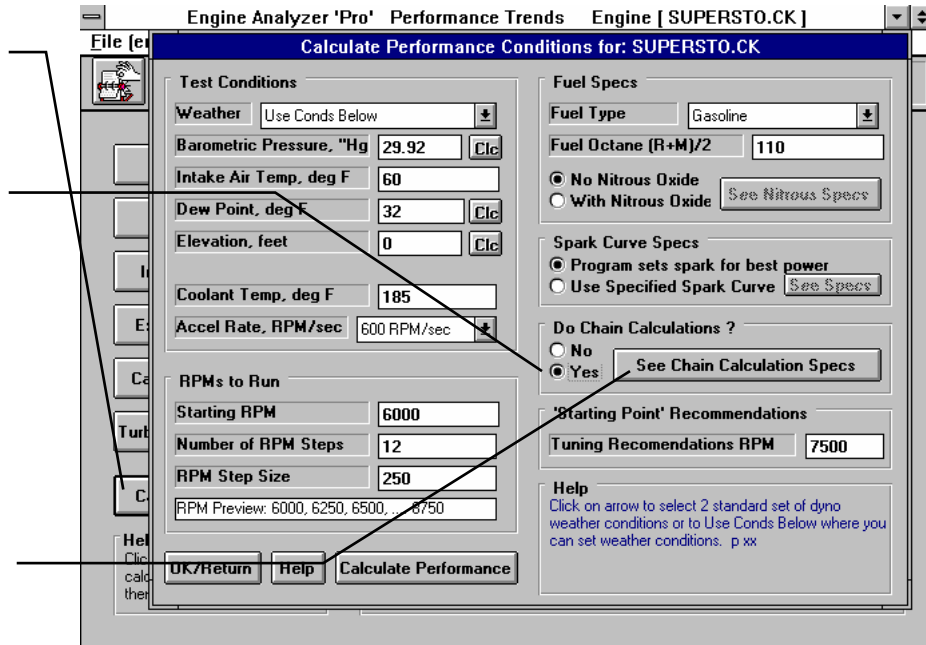 Engine Analyzer 'Pro' Performance Trends Engine [ SUPERSTO.CK ]
File (en
Calculate Performance Conditions for: SUPERSTO.CK
Test Conditions
Weather Use Conds Below
Barometric Pressure, "Hg 29.92 Clc
Intake Air Temp, deg F 60
Dew Point, deg F 32 Clc
Elevation, feet 0 Clc
Coolant Temp, deg F 185
Accel Rate, RPM/sec 600 RPM/sec
RPMs to Run
Starting RPM 6000
Number of RPM Steps 12
RPM Step Size 250
RPM Preview: 6000, 6250, 6500, ... 8750
OK/Return Help Calculate Performance
Fuel Specs
Fuel Type Gasoline
Fuel Octane (R+M)/2 110
No Nitrous Oxide
With Nitrous Oxide See Nitrous Specs
Spark Curve Specs
Program sets spark for best power
Use Specified Spark Curve See Specs
Do Chain Calculations ?
No
Yes See Chain Calculation Specs
'Starting Point' Recommendations
Tuning Recomendations RPM 7500
Help
Click on arrow to select 2 standard set of dyno
weather conditions or to Use Conds Below where you
can set weather conditions. p xx
Ca
Turb
Hel
Clic
calc
ther